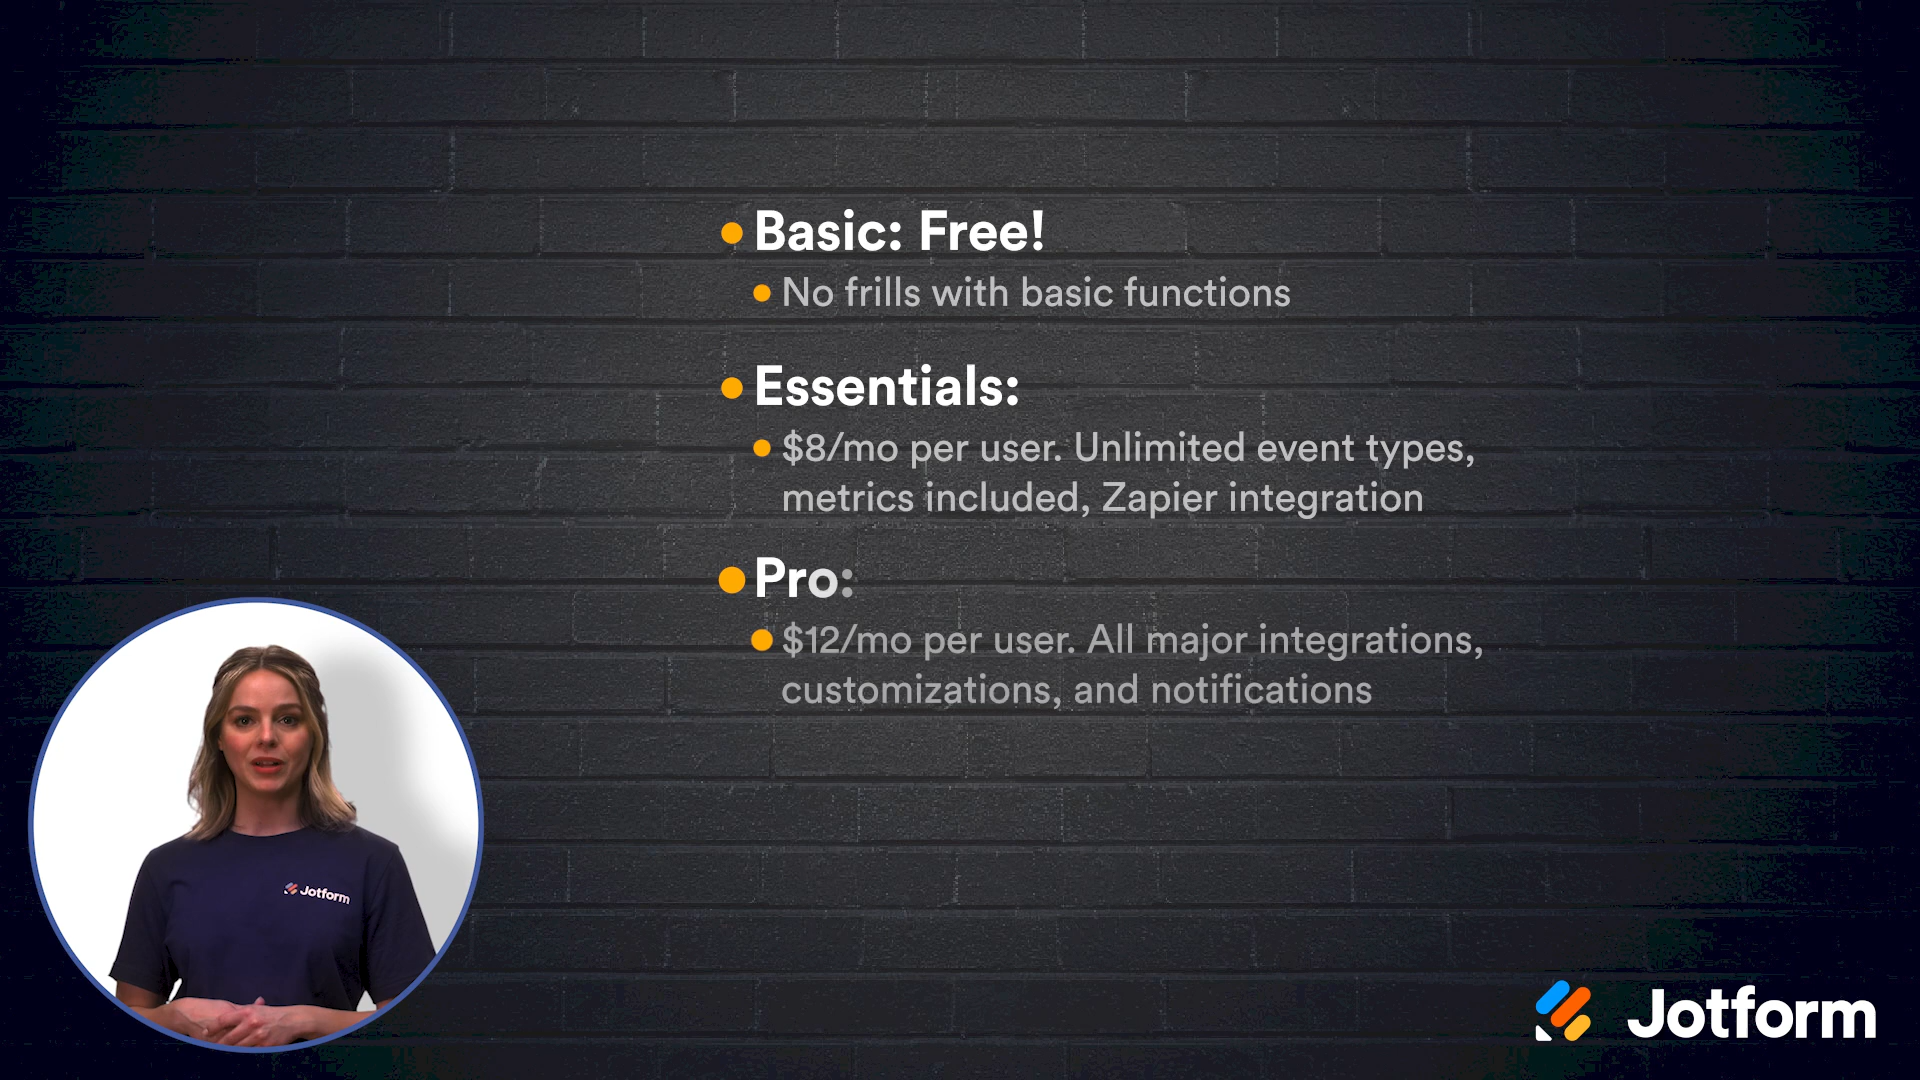 Basic: Free!
No frills with basic functions
Essentials:
$8/mo per user. Unlimited event types,
metrics included, Zapier integration
Pro:
$12/mo per user. All major integrations,
customizations, and notifications
Jotform
Jotform